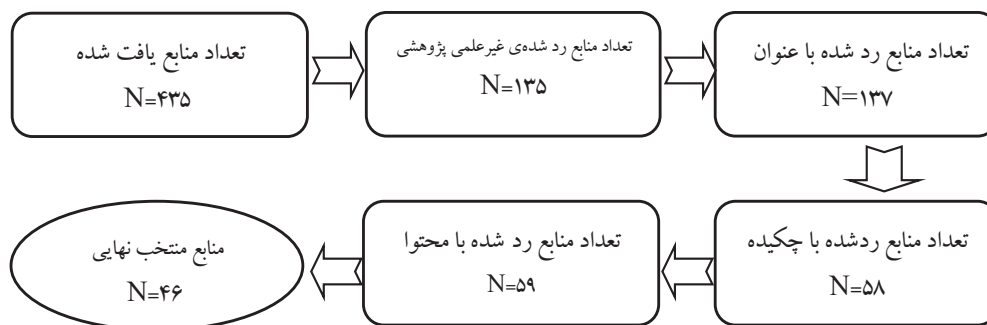 تعداد منابع یافت شده
N=۴۳۵
تعداد منابع رد شده‌ی غیرعلمی پژوهشی
N=۱۳۵
تعداد منابع رد شده با عنوان
N=۱۳۷
تعداد منابع ردشده با چکیده
N=۵۸
تعداد منابع رد شده با محتوا
N=۵۹
منابع منتخب نهایی
N=۴۶